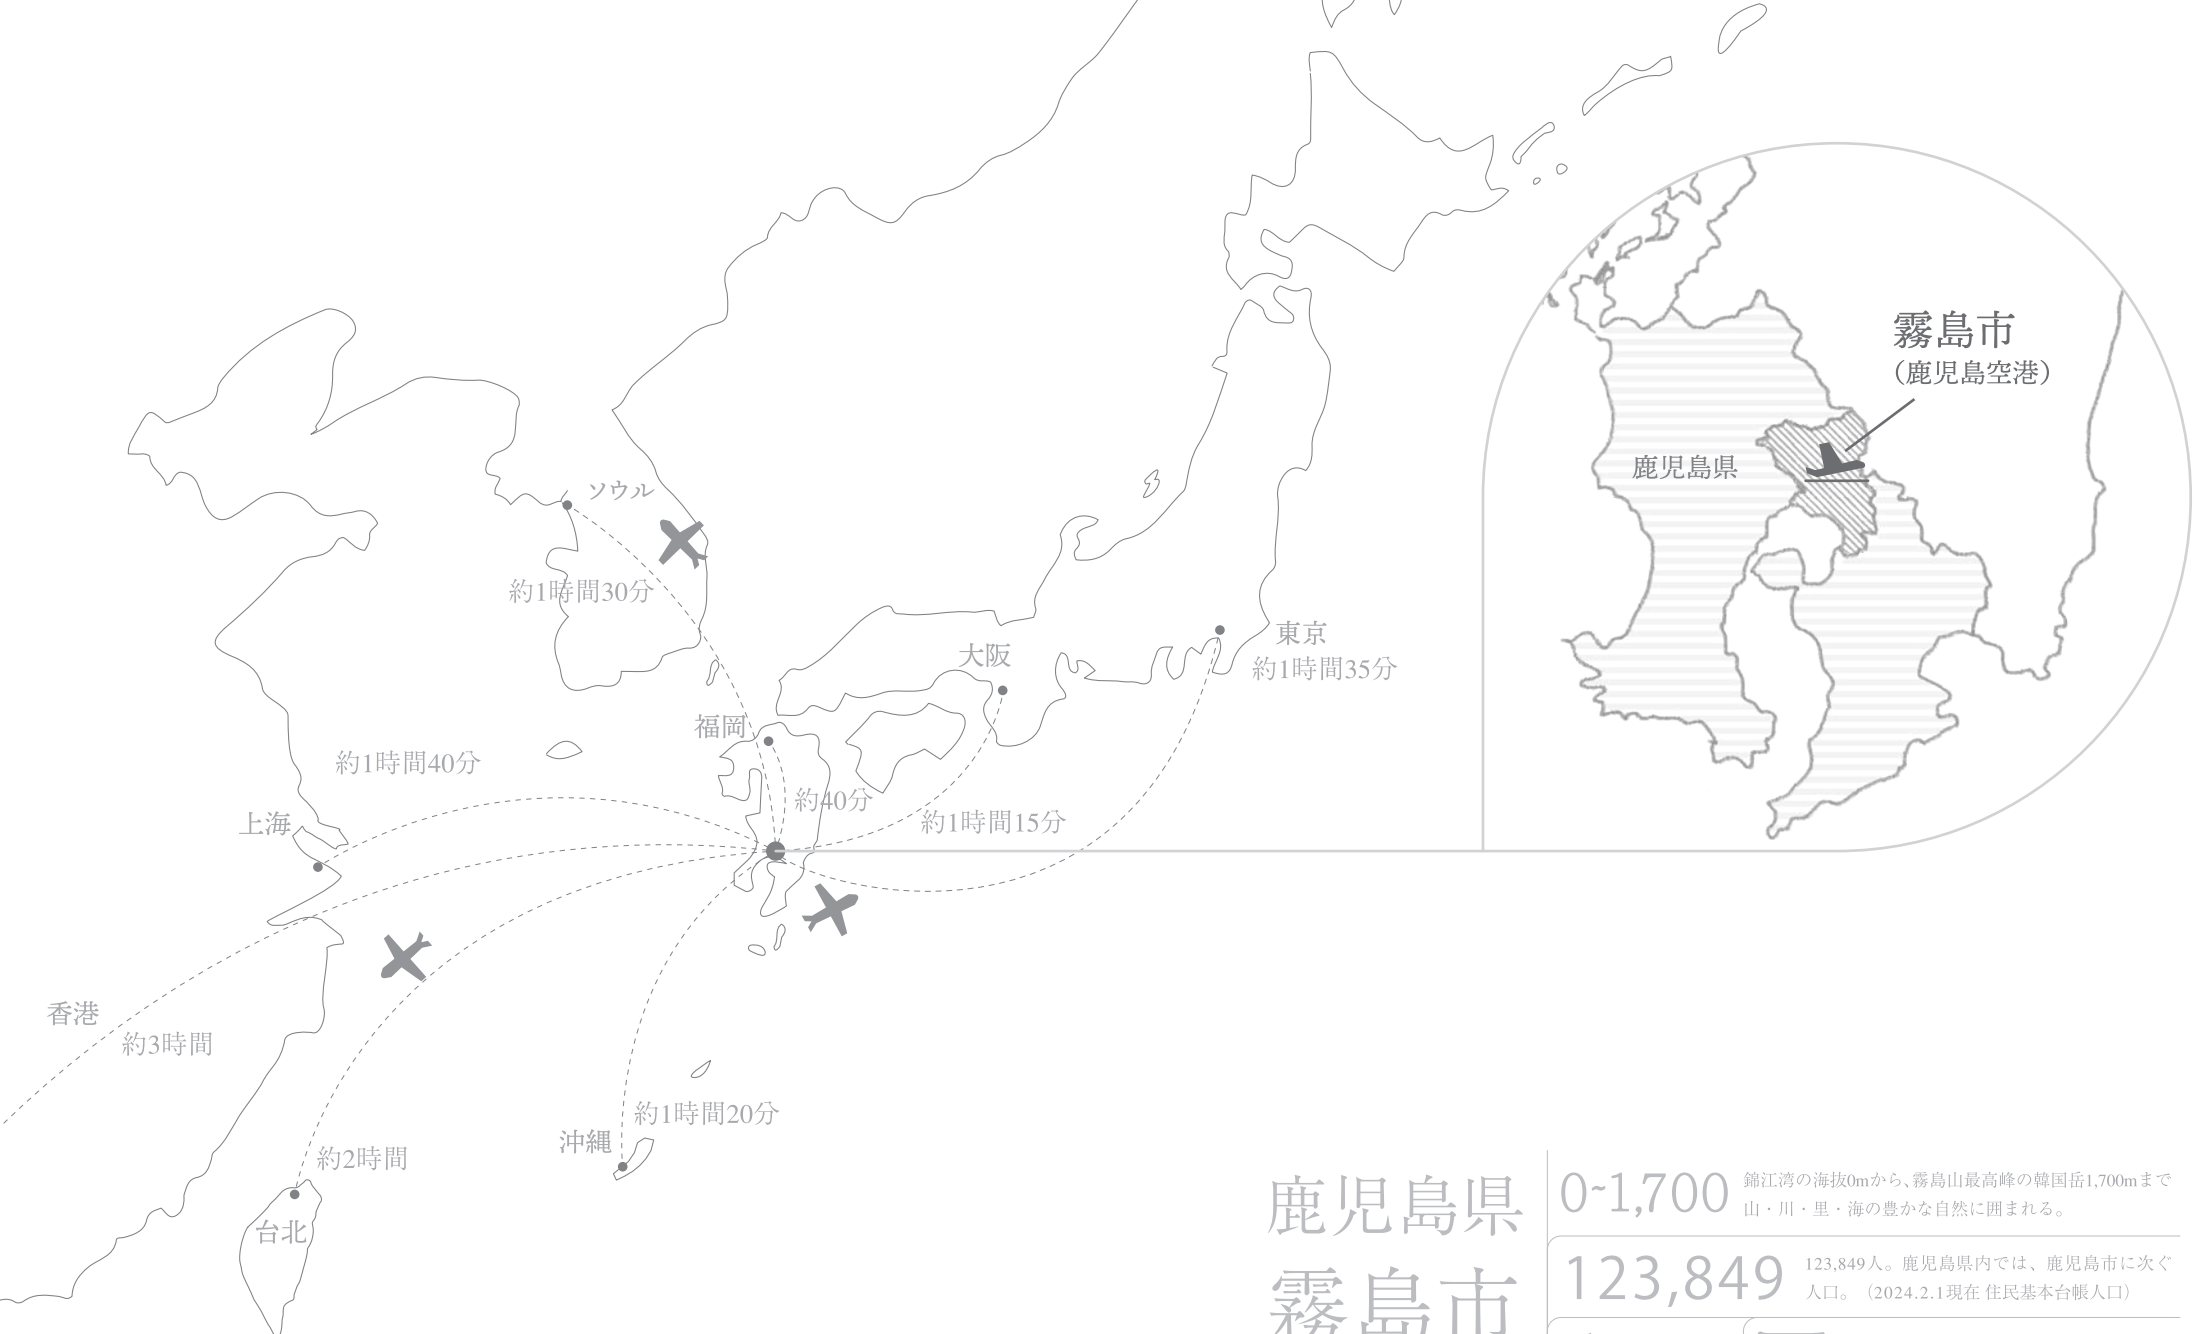 霧島市
（鹿児島空港）
鹿児島県
ソウル
約1時間30分
東京
約1時間35分
大阪
福岡
約1時間40分
約40分
上海
約1時間15分
香港
約3時間
約1時間20分
沖縄
約2時間
台北
鹿児島県
霧島市
0~1,700
錦江湾の海抜0mから、霧島山最高峰の韓国岳1,700mまで
山・川・里・海の豊かな自然に囲まれる。
123,849
123,849人。鹿児島県内では、鹿児島市に次ぐ
人口。（2024.2.1現在 住民基本台帳人口）